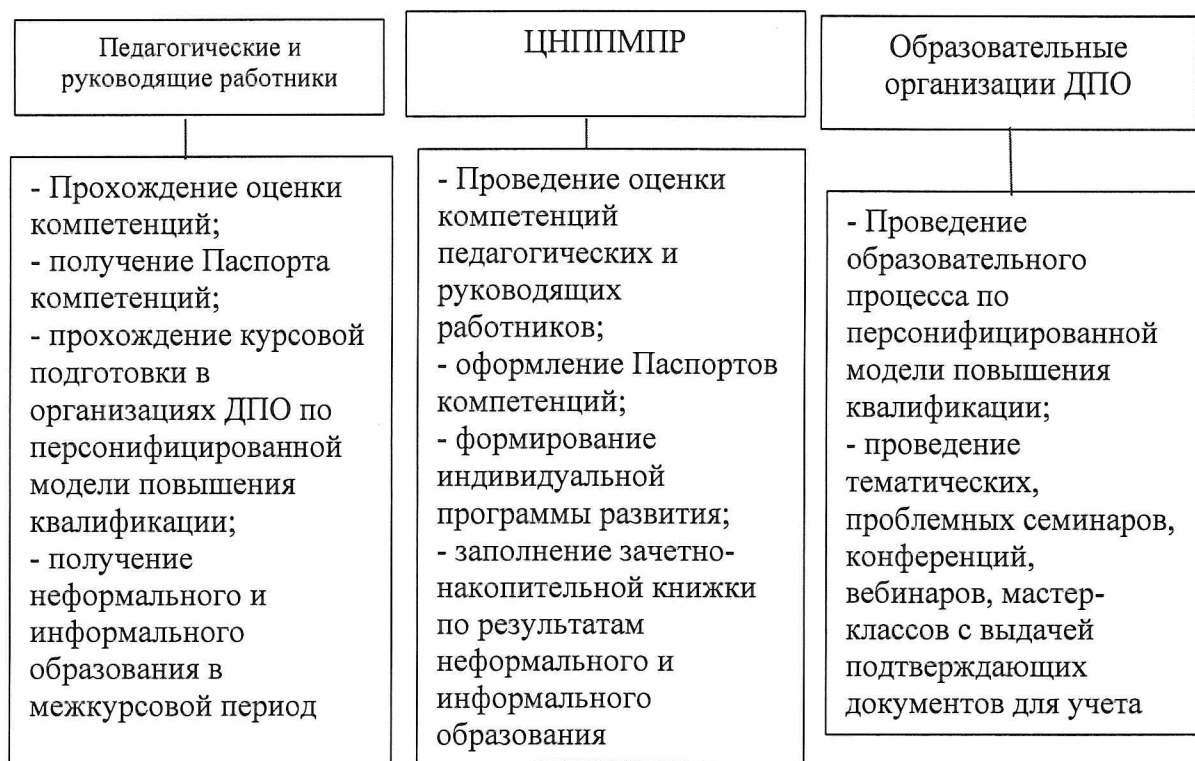 Педагогические и
руководящие работники
- Прохождение оценки
компетенций;
- получение Паспорта
компетенций;
- прохождение курсовой
подготовки в
организациях ДПО по
персонифицированной
модели повышения
квалификации;
- получение
неформального и
информального
образования в
межкурсовой период
ЦНППМПР
- Проведение оценки
компетенций
педагогических и
руководящих
работников;
- оформление Паспортов
компетенций;
- формирование
индивидуальной
программы развития;
- заполнение зачетно-
накопительной книжки
по результатам
неформального и
информального
образования
Образовательные
организации ДПО
- Проведение
образовательного
процесса по
персонифицированной
модели повышения
квалификации;
- проведение
тематических,
проблемных семинаров,
конференций,
вебинаров, мастер-
классов с выдачей
подтверждающих
документов для учета